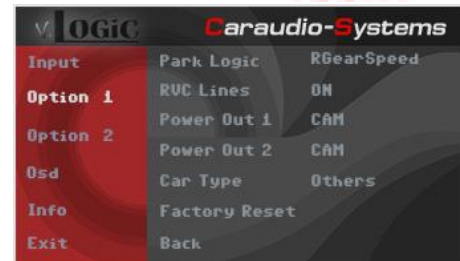 v.LOGiC Caraudio-Systems
Input
Option 1
Option 2
Osd
Info
Exit
Park Logic RGearSpeed
RVC Lines ON
Power Out 1 CAM
Power Out 2 CAM
Car Type Others
Factory Reset
Back